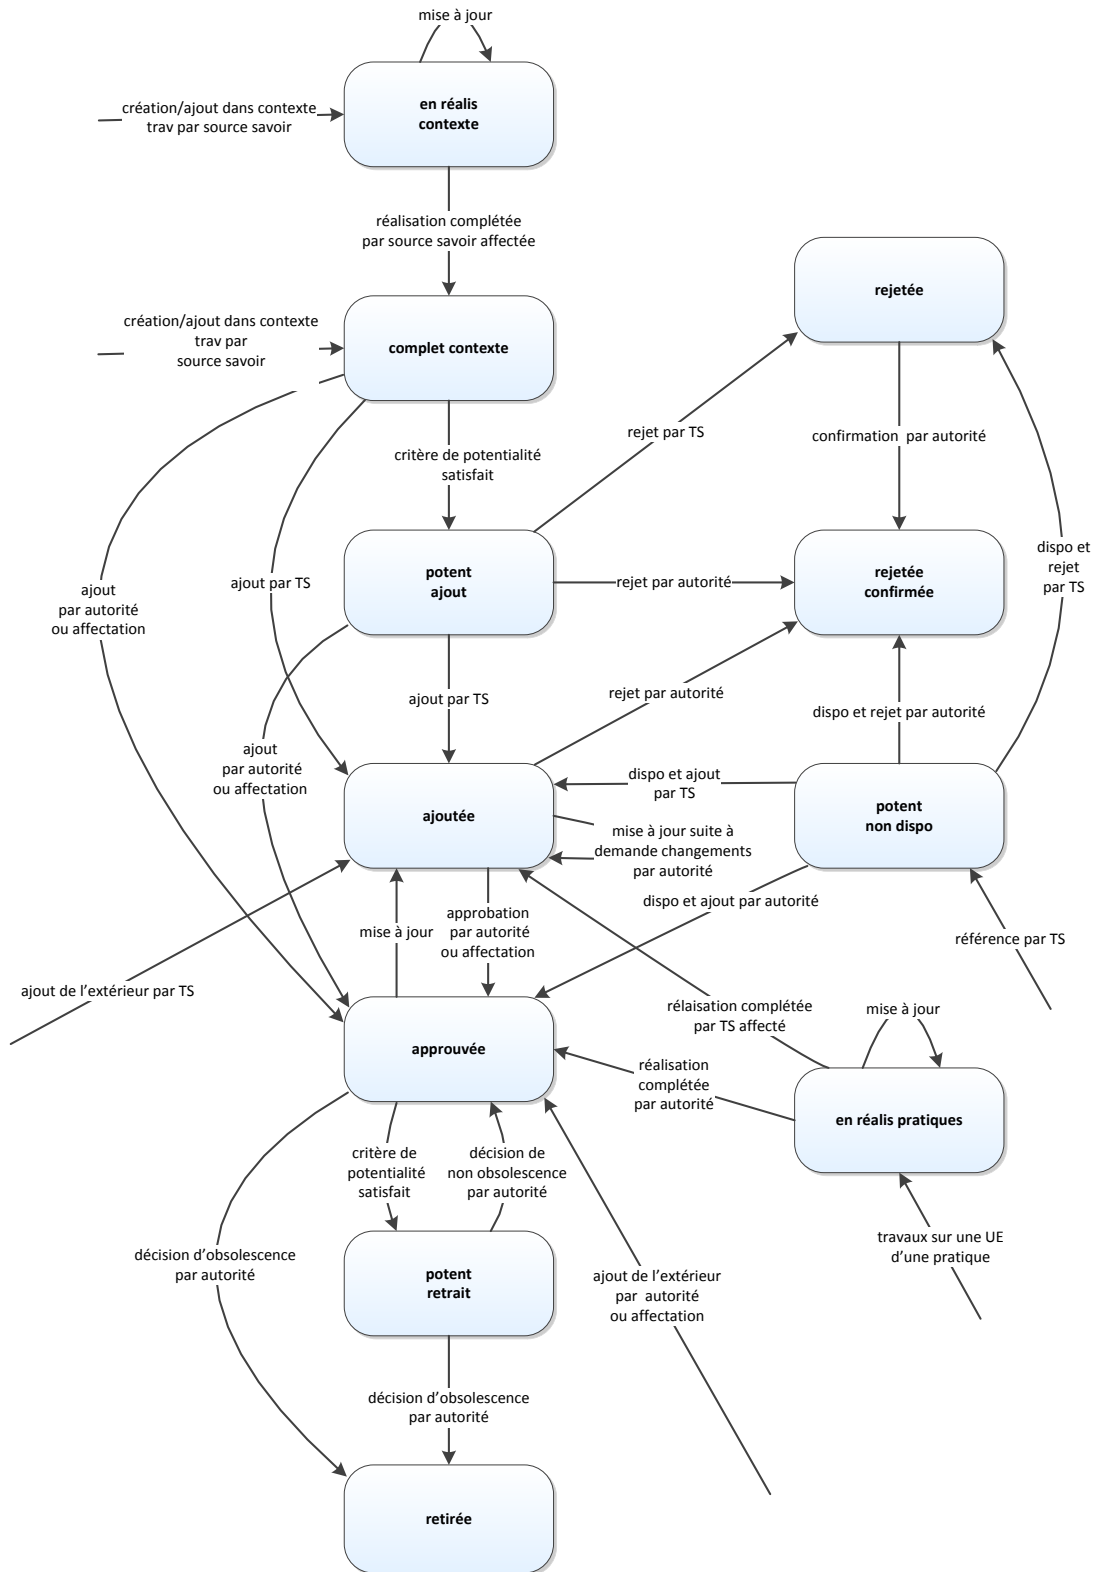 mise à jour
en réalis
contexte
création/ajout dans contexte
trav par source savoir
réalisation complétée
par source savoir affectée
rejetée
création/ajout dans contexte
trav par
source savoir
complet contexte
rejet par TS
confirmation par autorité
critère de potentialité
satisfait
potent
ajout
rejet par autorité
rejetée
confirmée
dispo et
rejet
par TS
ajout
par autorité
ou affectation
ajout par TS
ajout par TS
rejet par autorité
dispo et rejet par autorité
ajout
par autorité
ou affectation
ajoutée
dispo et ajout
par TS
potent
non dispo
mise à jour suite à
demande changements
par autorité
dispo et ajout par autorité
mise à jour
approbation
par autorité
ou affectation
référence par TS
ajout de l'extérieur par TS
rélaisation complétée
par TS affecté
mise à jour
approuvée
réalisation
complétée
par autorité
en réalis pratiques
critère de
potentialité
satisfait
décision de
non obsolescence
par autorité
décision d'obsolescence
par autorité
travaux sur une UE
d'une pratique
potent
retrait
ajout de l'extérieur
par autorité
ou affectation
décision d'obsolescence
par autorité
retirée